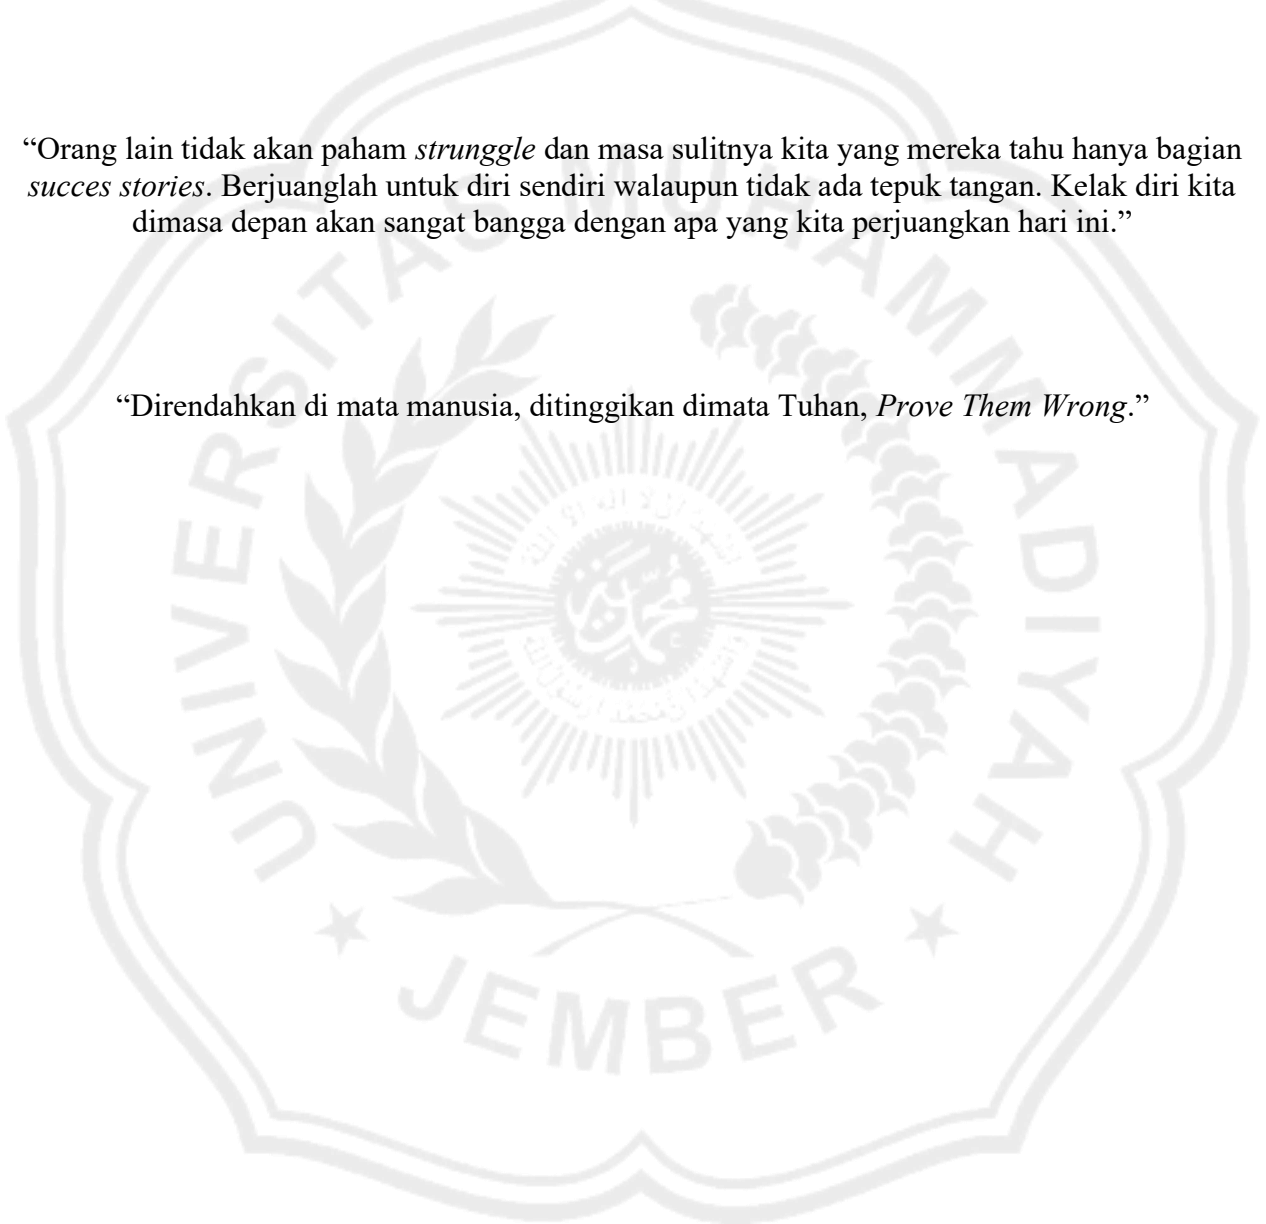 “Orang lain tidak akan paham strunggle dan masa sulitnya kita yang mereka tahu hanya bagian
succes stories. Berjuanglah untuk diri sendiri walaupun tidak ada tepuk tangan. Kelak diri kita
dimasa depan akan sangat bangga dengan apa yang kita perjuangkan hari ini.”
“Direndahkan di mata manusia, ditinggikan dimata Tuhan, Prove Them Wrong.”
UNIVERSITAS MUHAMMADIYAH
JEMBER